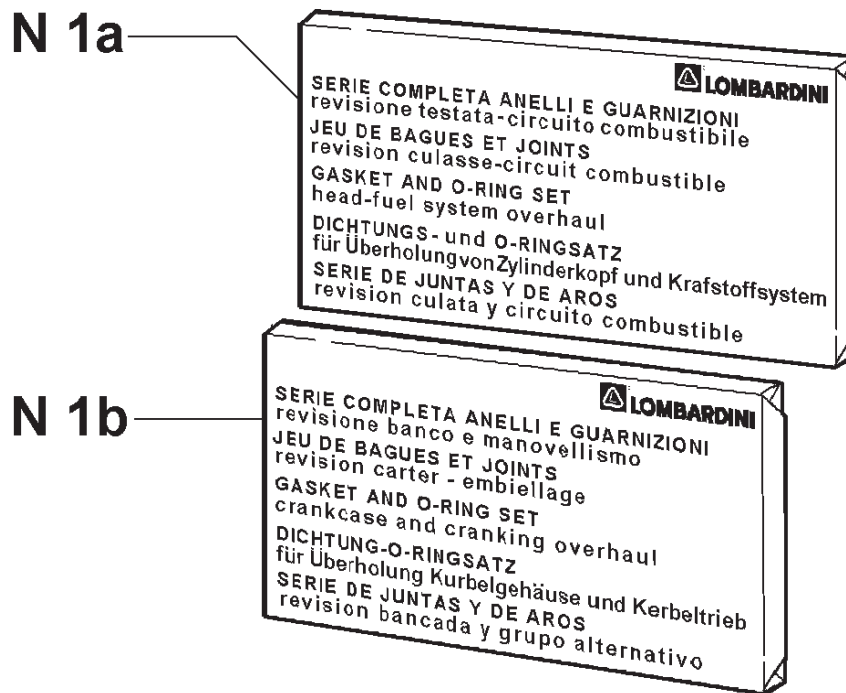 N 1a
LOMBARDINI
SERIE COMPLETA ANELLI E GUARNIZIONI
revisione testata-circuito combustibile
JEU DE BAGUES ET JOINTS
revision culasse-circuit combustible
GASKET AND O-RING SET
head-fuel system overhaul
DICHTUNGS- und O-RINGSATZ
für ÜberholungvonZylinderkopf und Krafstoffsystem
SERIE DE JUNTAS Y DE AROS
revision culata y circuito combustible
N 1b
LOMBARDINI
SERIE COMPLETA ANELLI E GUARNIZIONI
revisione banco e manovellismo
JEU DE BAGUES ET JOINTS
revision carter - embiellage
GASKET AND O-RING SET
crankcase and cranking overhaul
DICHTUNG-O-RINGSATZ
für Überholung Kurbelgehäuse und Kerbeltrieb
SERIE DE JUNTAS Y DE AROS
revision bancada y grupo alternativo